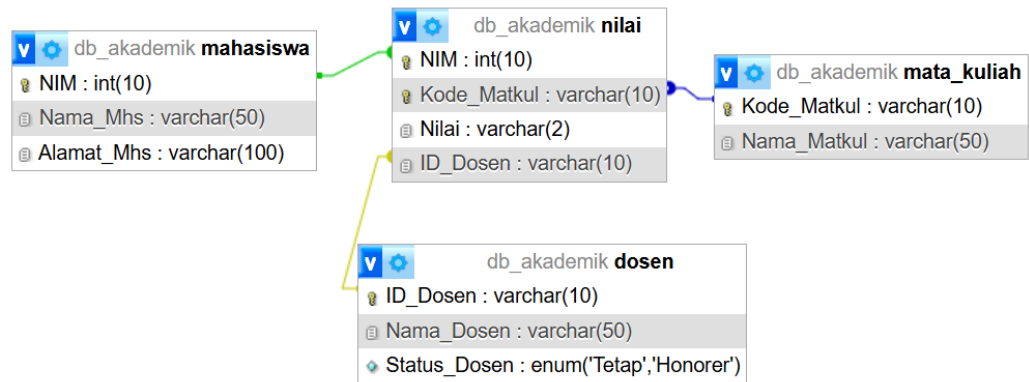 db_akademik mahasiswa
NIM : int(10)
Nama_Mhs : varchar(50)
Alamat_Mhs : varchar(100)
db_akademik nilai
NIM : int(10)
Kode_Matkul : varchar(10)
Nilai : varchar(2)
ID_Dosen : varchar(10)
db_akademik mata_kuliah
Kode_Matkul : varchar(10)
Nama_Matkul : varchar(50)
db_akademik dosen
ID_Dosen : varchar(10)
Nama_Dosen : varchar(50)
Status_Dosen : enum('Tetap','Honorer')